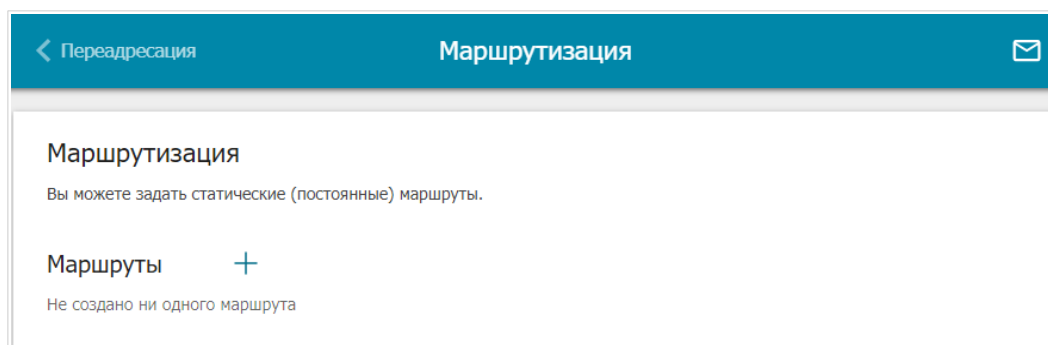 Переадресация
Маршрутизация
Маршрутизация
Вы можете задать статические (постоянные) маршруты.
Маршруты
Не создано ни одного маршрута